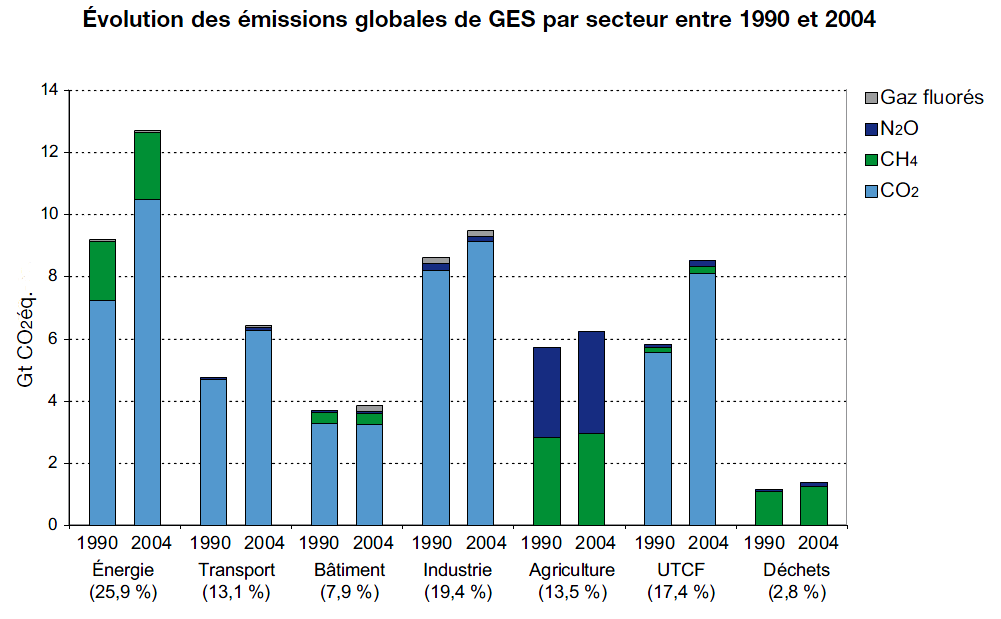 Évolution des émissions globales de GES par secteur entre 1990 et 2004
14
12
10
8
6
4
2
0
Gt CO2éq.
Gaz fluorés
N2O
CH4
CO2
1990 2004 1990 2004 1990 2004 1990 2004 1990 2004 1990 2004 1990 2004
Énergie Transport Bâtiment Industrie Agriculture UTCF Déchets
(25,9 %) (13,1 %) (7,9 %) (19,4 %) (13,5 %) (17,4 %) (2,8 %)